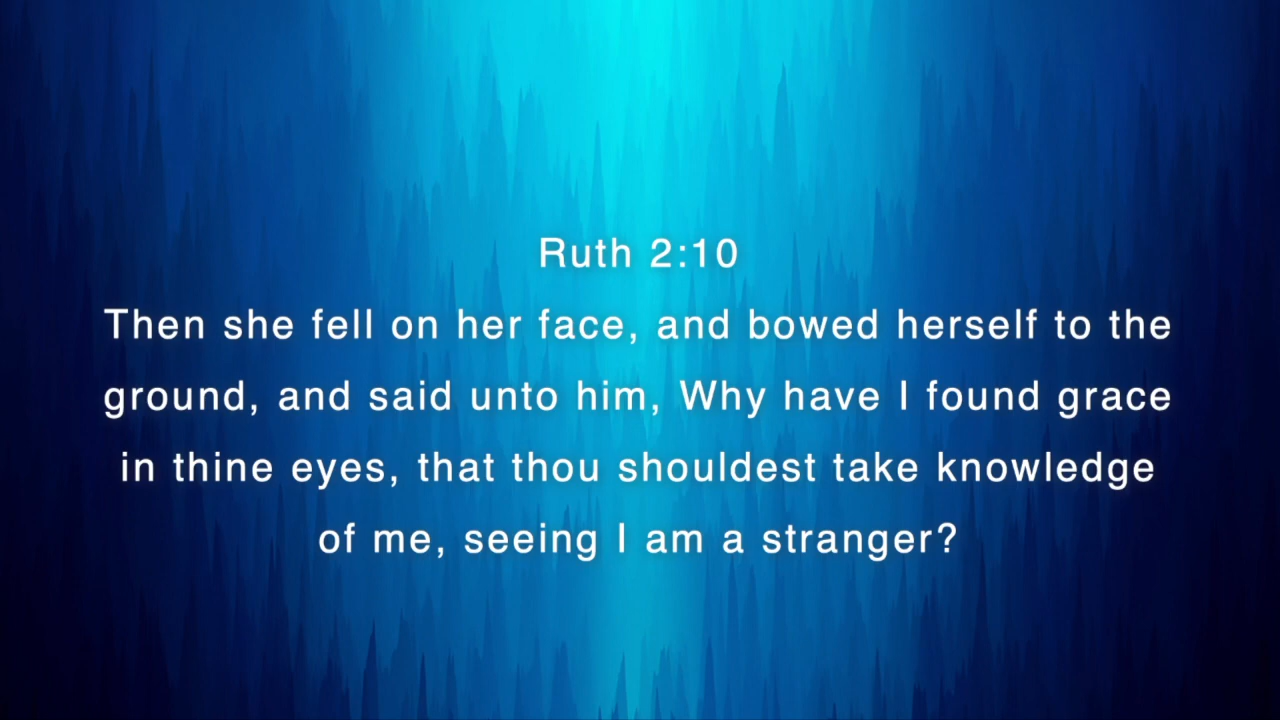 Ruth 2:10
Then she fell on her face, and bowed herself to the
ground, and said unto him, Why have I found grace
in thine eyes, that thou shouldest take knowledge
of me, seeing I am a stranger?